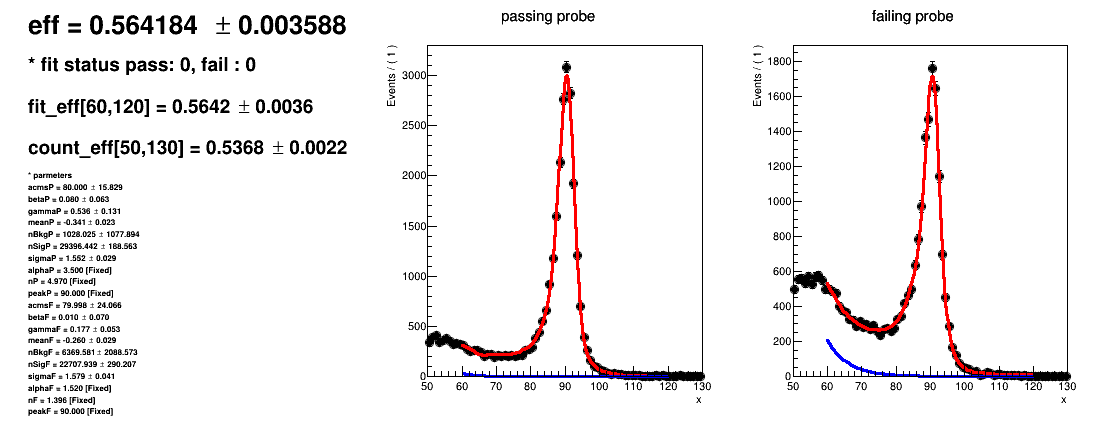 eff = 0.564184 ± 0.003588
* fit status pass: 0, fail : 0
fit_eff[60,120] = 0.5642 ± 0.0036
count_eff[50,130] = 0.5368 ± 0.0022
* parmeters
acmsP = 80.000 ± 15.829
betaP = 0.080 ± 0.063
gammaP = 0.536 ± 0.131
meanP = -0.341 ± 0.023
nBkgP = 1028.025 ± 1077.894
nSigP = 29396.442 ± 188.563
sigmaP = 1.552 ± 0.029
alphaP = 3.500 [Fixed]
nP = 4.970 [Fixed]
peakP = 90.000 [Fixed]
acmsF = 79.998 ± 24.066
betaF = 0.010 ± 0.070
gammaF = 0.177 ± 0.053
meanF = -0.260 ± 0.029
nBkgF = 6369.581 ± 2088.573
nSigF = 22707.939 ± 290.207
sigmaF = 1.579 ± 0.041
alphaF = 1.520 [Fixed]
nF = 1.396 [Fixed]
peakF = 90.000 [Fixed]
passing probe
Events / ( 1 )
3000
2500
2000
1500
1000
500
0
50 60 70 80 90 100 110 120 130
x
failing probe
Events / ( 1 )
1800
1600
1400
1200
1000
800
600
400
200
0
50 60 70 80 90 100 110 120 130
x